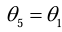 θ₅ = θ₁